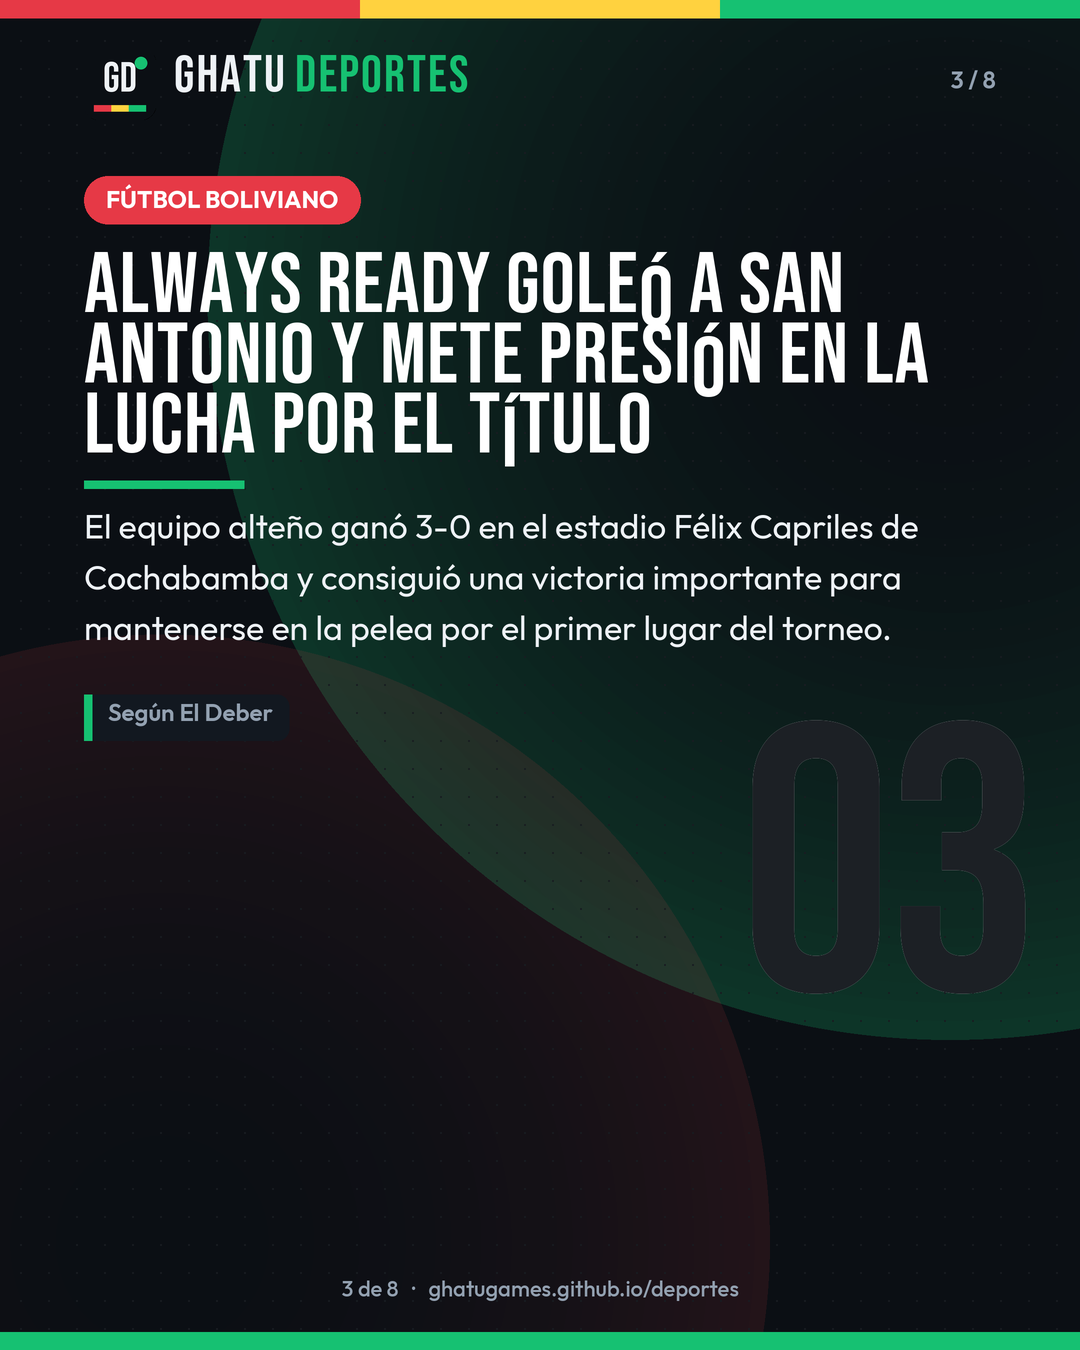 GD GHATU DEPORTES
3 / 8
FÚTBOL BOLIVIANO
ALWAYS READY GOLEÓ A SAN
ANTONIO Y METE PRESIÓN EN LA
LUCHA POR EL TÍTULO
El equipo alteño ganó 3-0 en el estadio Félix Capriles de
Cochabamba y consiguió una victoria importante para
mantenerse en la pelea por el primer lugar del torneo.
Según El Deber
03
3 de 8 · ghatugames.github.io/deportes